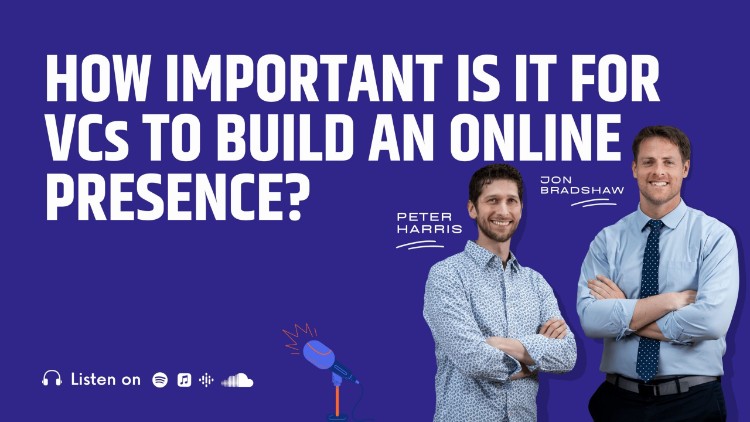 HOW IMPORTANT IS IT FOR
VCs TO BUILD AN ONLINE
PRESENCE?
PETER
HARRIS
JON
BRADSHAW
Listen on